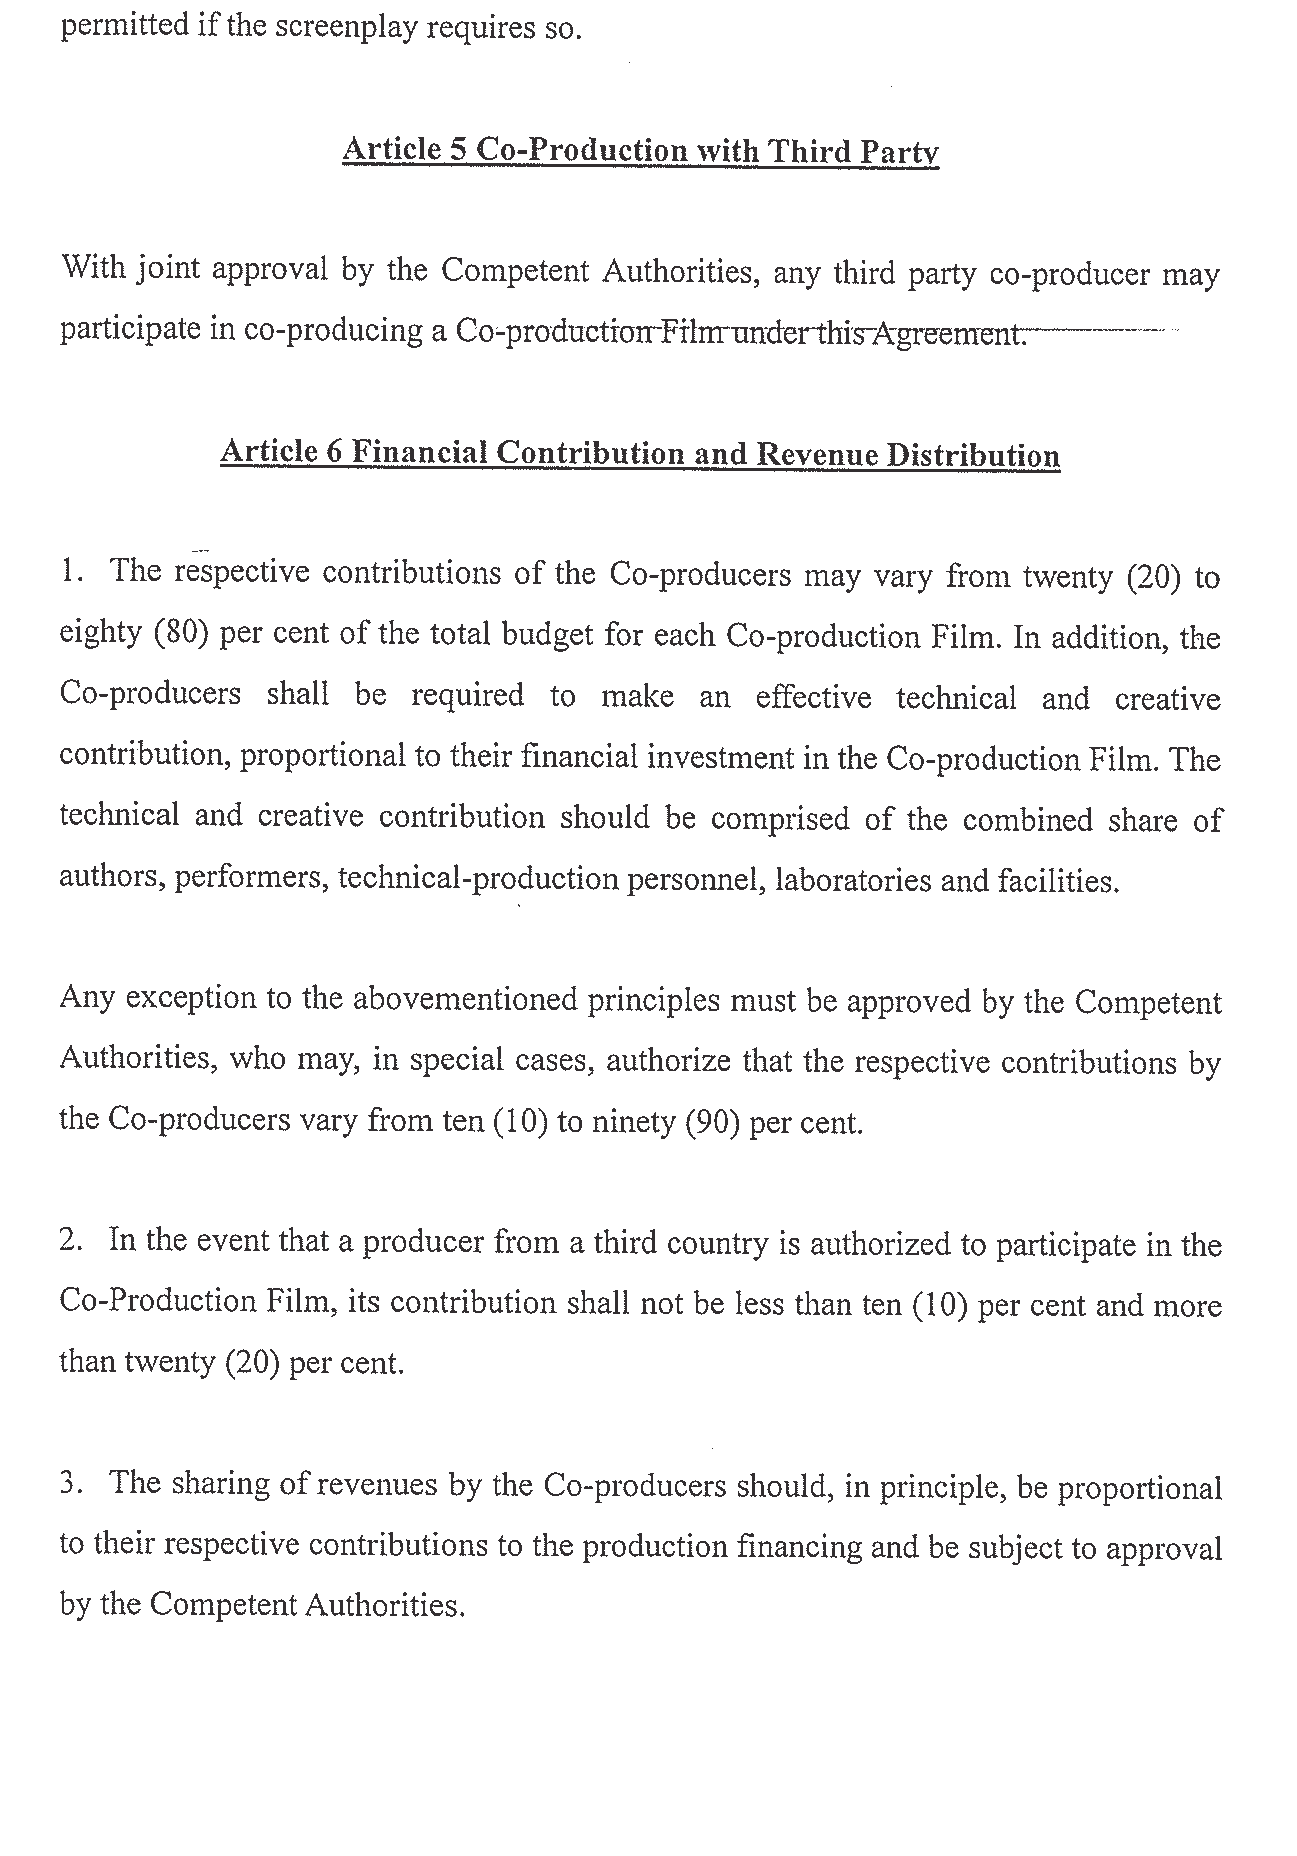 permitted if the screenplay requires so.
Article 5 Co-Production with Third Party
With joint approval by the Competent Authorities, any third party co-producer may
participate in co-producing a Co-production Film under this Agreement.
Article 6 Financial Contribution and Revenue Distribution
1. The respective contributions of the Co-producers may vary from twenty (20) to
eighty (80) per cent of the total budget for each Co-production Film. In addition, the
Co-producers shall be required to make an effective technical and creative
contribution, proportional to their financial investment in the Co-production Film. The
technical and creative contribution should be comprised of the combined share of
authors, performers, technical-production personnel, laboratories and facilities.
Any exception to the abovementioned principles must be approved by the Competent
Authorities, who may, in special cases, authorize that the respective contributions by
the Co-producers vary from ten (10) to ninety (90) per cent.
2. In the event that a producer from a third country is authorized to participate in the
Co-Production Film, its contribution shall not be less than ten (10) per cent and more
than twenty (20) per cent.
3. The sharing of revenues by the Co-producers should, in principle, be proportional
to their respective contributions to the production financing and be subject to approval
by the Competent Authorities.